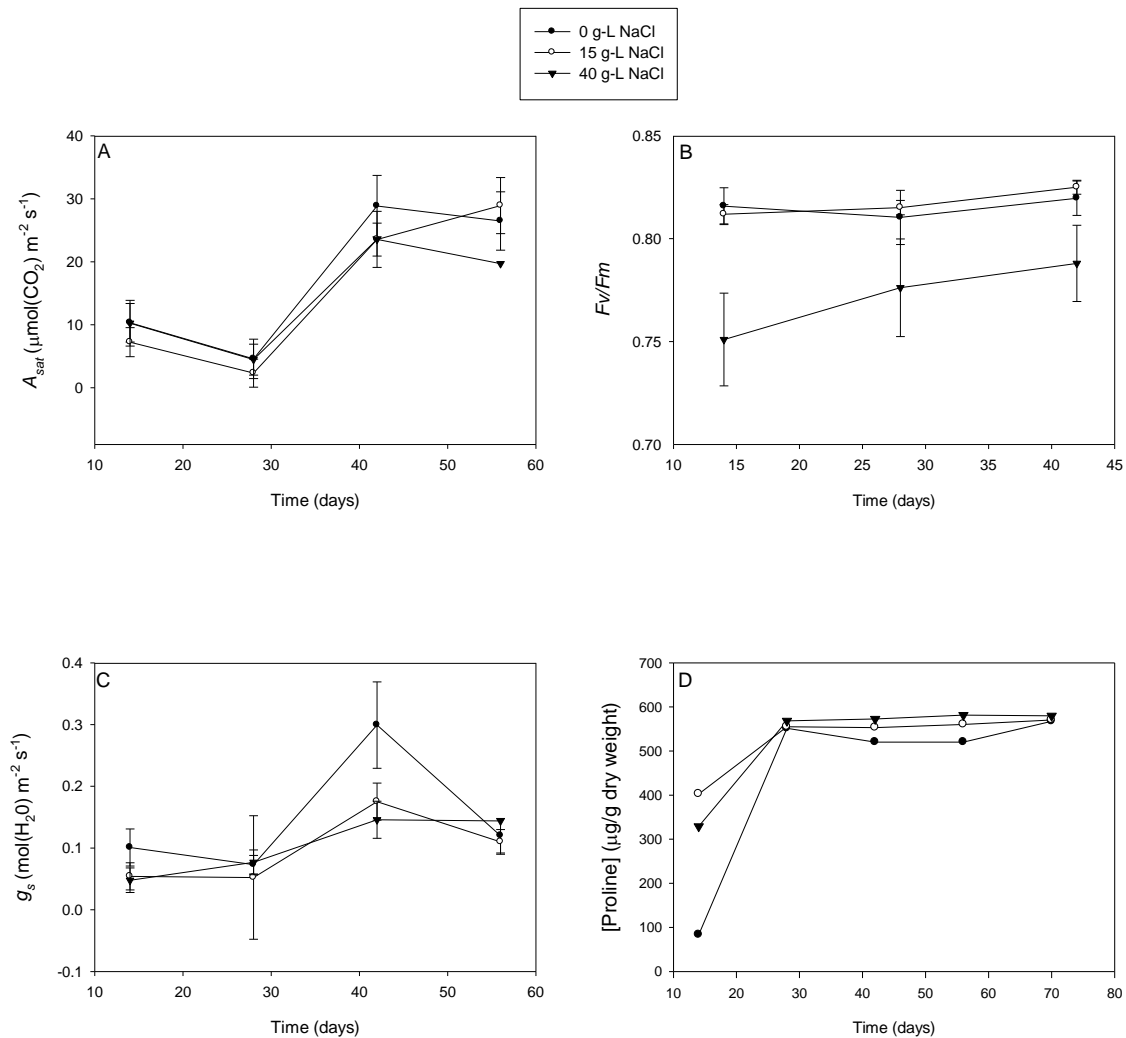 0 g-L NaCl
15 g-L NaCl
40 g-L NaCl
A
40
30
20
10
0
A_sat (μmol(CO₂) m⁻² s⁻¹)
10 20 30 40 50 60
Time (days)
B
0.85
0.80
0.75
0.70
Fv/Fm
10 15 20 25 30 35 40 45
Time (days)
C
0.4
0.3
0.2
0.1
0.0
-0.1
g_s (mol(H₂0) m⁻² s⁻¹)
10 20 30 40 50 60
Time (days)
D
700
600
500
400
300
200
100
0
[Proline] (μg/g dry weight)
10 20 30 40 50 60 70 80
Time (days)